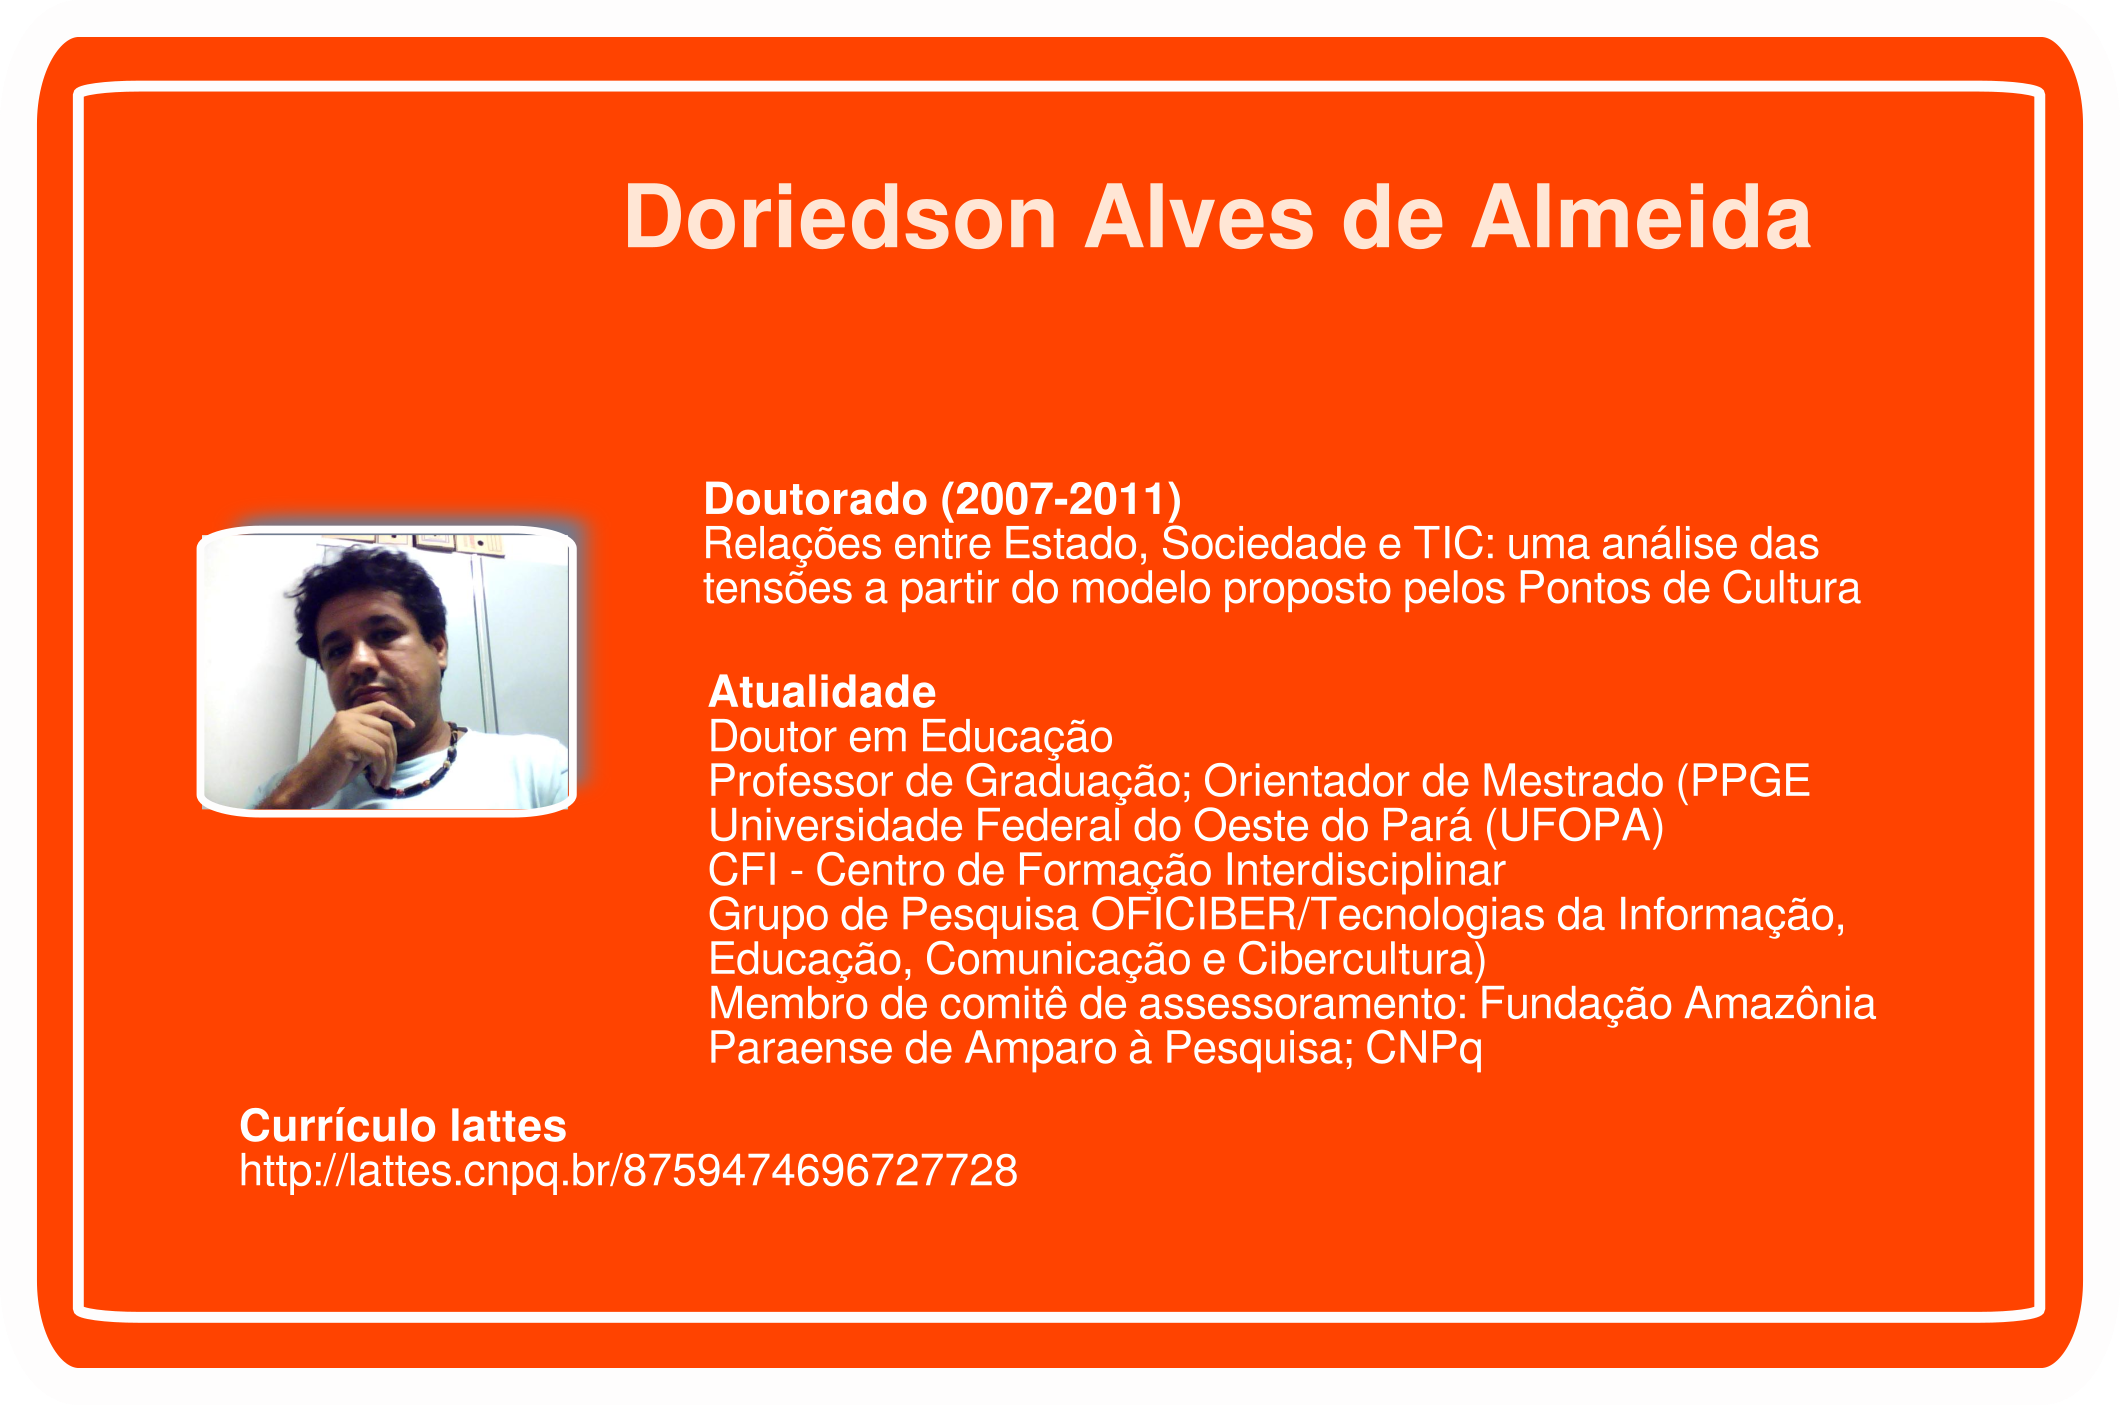 Doriedson Alves de Almeida
Doutorado (2007-2011)
Relações entre Estado, Sociedade e TIC: uma análise das
tensões a partir do modelo proposto pelos Pontos de Cultura
Atualidade
Doutor em Educação
Professor de Graduação; Orientador de Mestrado (PPGE
Universidade Federal do Oeste do Pará (UFOPA)
CFI - Centro de Formação Interdisciplinar
Grupo de Pesquisa OFICIBER/Tecnologias da Informação,
Educação, Comunicação e Cibercultura)
Membro de comitê de assessoramento: Fundação Amazônia
Paraense de Amparo à Pesquisa; CNPq
Currículo lattes
http://lattes.cnpq.br/8759474696727728